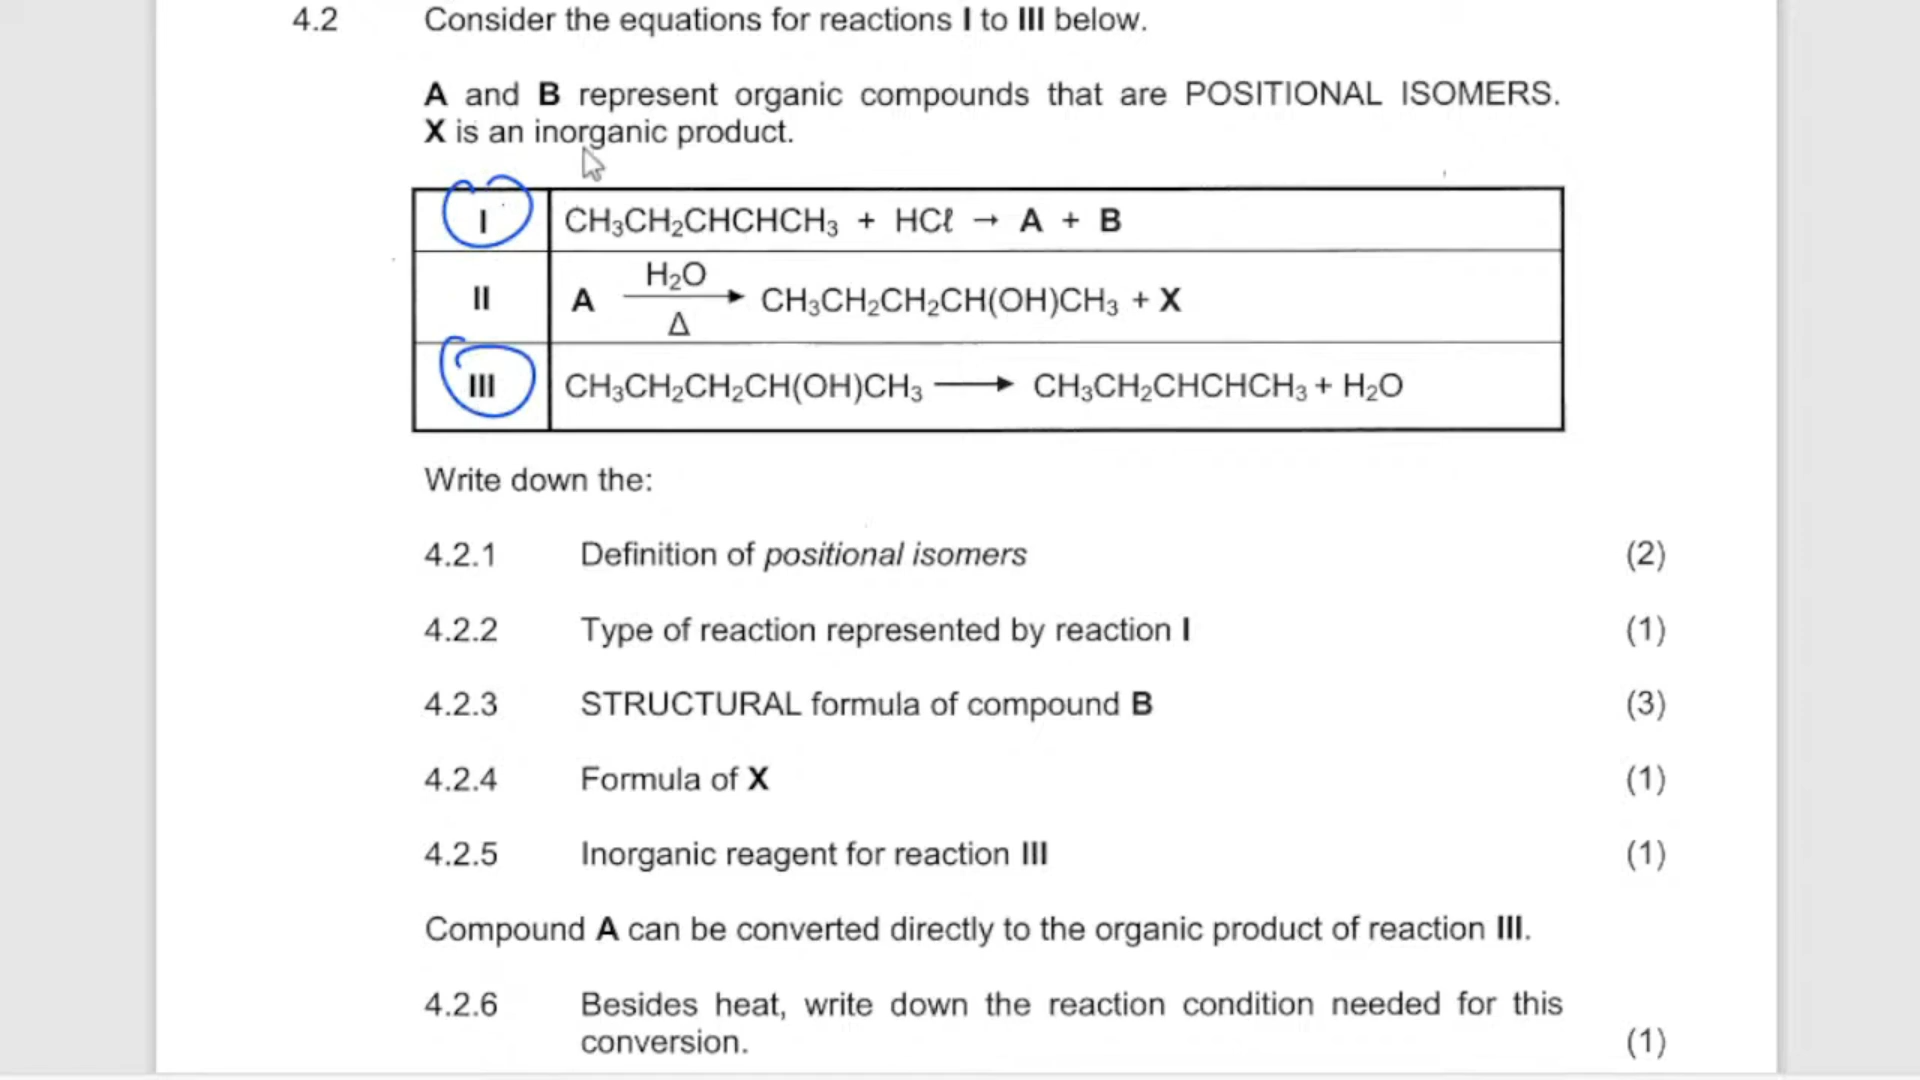 4.2 Consider the equations for reactions I to III below.
A and B represent organic compounds that are POSITIONAL ISOMERS.
X is an inorganic product.
I CH₃CH₂CHCHCH₃ + HCℓ → A + B
II A H₂O Δ → CH₃CH₂CH₂CH(OH)CH₃ + X
III CH₃CH₂CH₂CH(OH)CH₃ → CH₃CH₂CHCHCH₃ + H₂O
Write down the:
4.2.1 Definition of positional isomers (2)
4.2.2 Type of reaction represented by reaction I (1)
4.2.3 STRUCTURAL formula of compound B (3)
4.2.4 Formula of X (1)
4.2.5 Inorganic reagent for reaction III (1)
Compound A can be converted directly to the organic product of reaction III.
4.2.6 Besides heat, write down the reaction condition needed for this
conversion. (1)